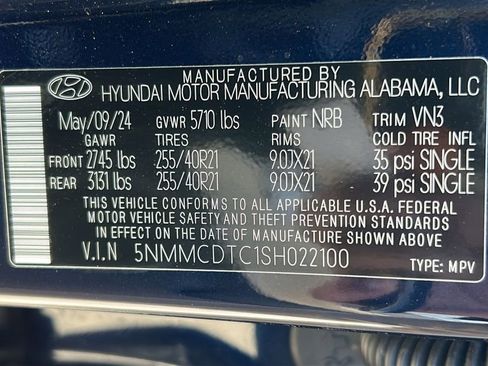 MANUFACTURED BY
HYUNDAI MOTOR MANUFACTURING ALABAMA, LLC
May/09/24 GVWR 5710 lbs PAINT NRB TRIM VN3
GAWR TIRES RIMS COLD TIRE INFL
FRONT 2745 lbs 255/40R21 9.0JX21 35 psi SINGLE
REAR 3131 lbs 255/40R21 9.0JX21 39 psi SINGLE
THIS VEHICLE CONFORMS TO ALL APPLICABLE U.S.A. FEDERAL
MOTOR VEHICLE SAFETY AND THEFT PREVENTION STANDARDS
IN EFFECT ON THE DATE OF MANUFACTURE SHOWN ABOVE.
V.I.N 5NMMCDTC1SH022100 TYPE: MPV